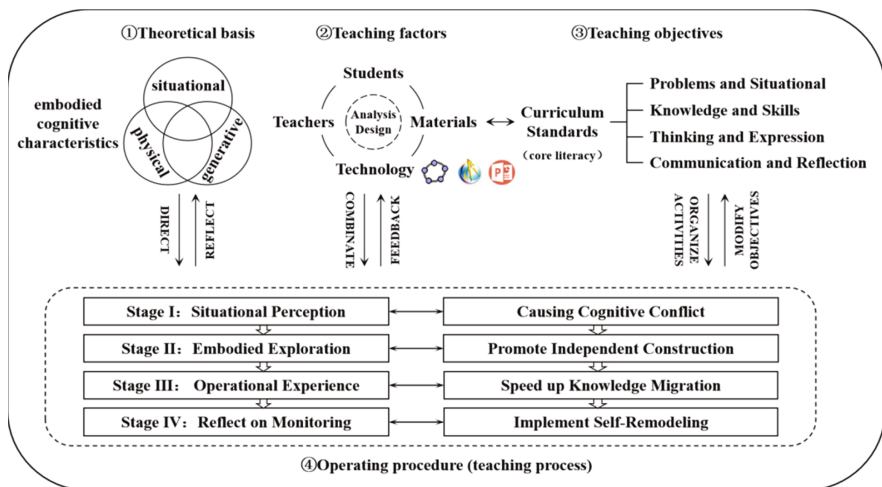 ①Theoretical basis
②Teaching factors
③Teaching objectives
embodied
cognitive
characteristics
situational
physical
generative
Students
Teachers
Analysis
Design
Materials
Technology
Curriculum
Standards
(core literacy)
Problems and Situational
Knowledge and Skills
Thinking and Expression
Communication and Reflection
DIRECT
REFLECT
COMBINATE
FEEDBACK
ORGANIZE
ACTIVITIES
MODIFY
OBJECTIVES
Stage I: Situational Perception
Causing Cognitive Conflict
Stage II: Embodied Exploration
Promote Independent Construction
Stage III: Operational Experience
Speed up Knowledge Migration
Stage IV: Reflect on Monitoring
Implement Self-Remodeling
④Operating procedure (teaching process)